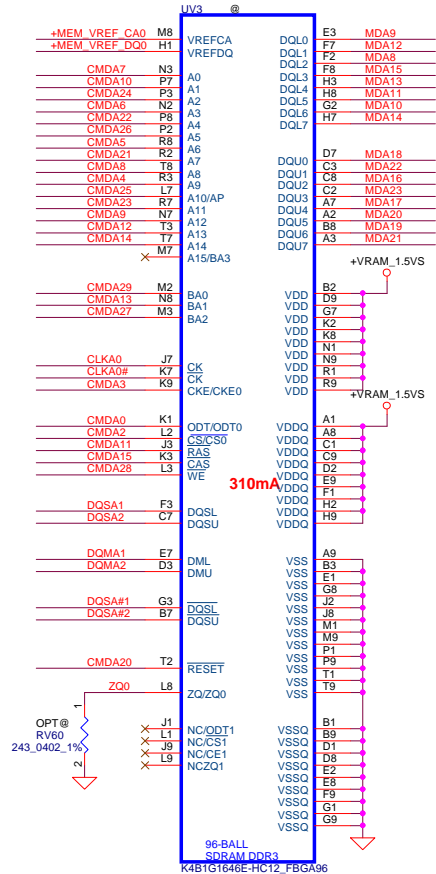 UV3 @
+MEM_VREF_CA0 M8 VREFCA
+MEM_VREF_DQ0 H1 VREFDQ
CMDA7 N3 A0
CMDA10 P7 A1
CMDA24 P3 A2
CMDA6 N2 A3
CMDA22 P8 A4
CMDA26 P2 A5
CMDA5 R8 A6
CMDA21 R2 A7
CMDA8 T8 A8
CMDA4 R3 A9
CMDA25 L7 A10/AP
CMDA23 R7 A11
CMDA9 N7 A12
CMDA12 T3 A13
CMDA14 T7 A14
M7 A15/BA3
CMDA29 M2 BA0
CMDA13 N8 BA1
CMDA27 M3 BA2
CLKA0 J7 CK
CLKA0# K7 CK
CMDA3 K9 CKE/CKE0
CMDA0 K1 ODT/ODT0
CMDA2 L2 CS/CS0
CMDA11 J3 RAS
CMDA15 K3 CAS
CMDA28 L3 WE
310mA
DQSA1 F3 DQSL
DQSA2 C7 DQSU
DQMA1 E7 DML
DQMA2 D3 DMU
DQSA#1 G3 DQSL
DQSA#2 B7 DQSU
CMDA20 T2 RESET
ZQ0 L8 ZQ/ZQ0
1
OPT@
RV60
243_0402_1%
2
J1 NC/ODT1
L1 NC/CS1
J9 NC/CE1
L9 NCZQ1
DQL0 E3 MDA9
DQL1 F7 MDA12
DQL2 F2 MDA8
DQL3 F8 MDA15
DQL4 H3 MDA13
DQL5 H8 MDA11
DQL6 G2 MDA10
DQL7 H7 MDA14
DQU0 D7 MDA18
DQU1 C3 MDA22
DQU2 C8 MDA16
DQU3 C2 MDA23
DQU4 A7 MDA17
DQU5 A2 MDA20
DQU6 B8 MDA19
DQU7 A3 MDA21
+VRAM_1.5VS
VDD B2
VDD D9
VDD G7
VDD K2
VDD K8
VDD N1
VDD N9
VDD R1
VDD R9
+VRAM_1.5VS
VDDQ A1
VDDQ A8
VDDQ C1
VDDQ C9
VDDQ D2
VDDQ E9
VDDQ F1
VDDQ H2
VDDQ H9
VSS A9
VSS B3
VSS E1
VSS G8
VSS J2
VSS J8
VSS M1
VSS M9
VSS P1
VSS P9
VSS T1
VSS T9
VSSQ B1
VSSQ B9
VSSQ D1
VSSQ D8
VSSQ E2
VSSQ E8
VSSQ F9
VSSQ G1
VSSQ G9
96-BALL
SDRAM DDR3
K4B1G1646E-HC12_FBGA96